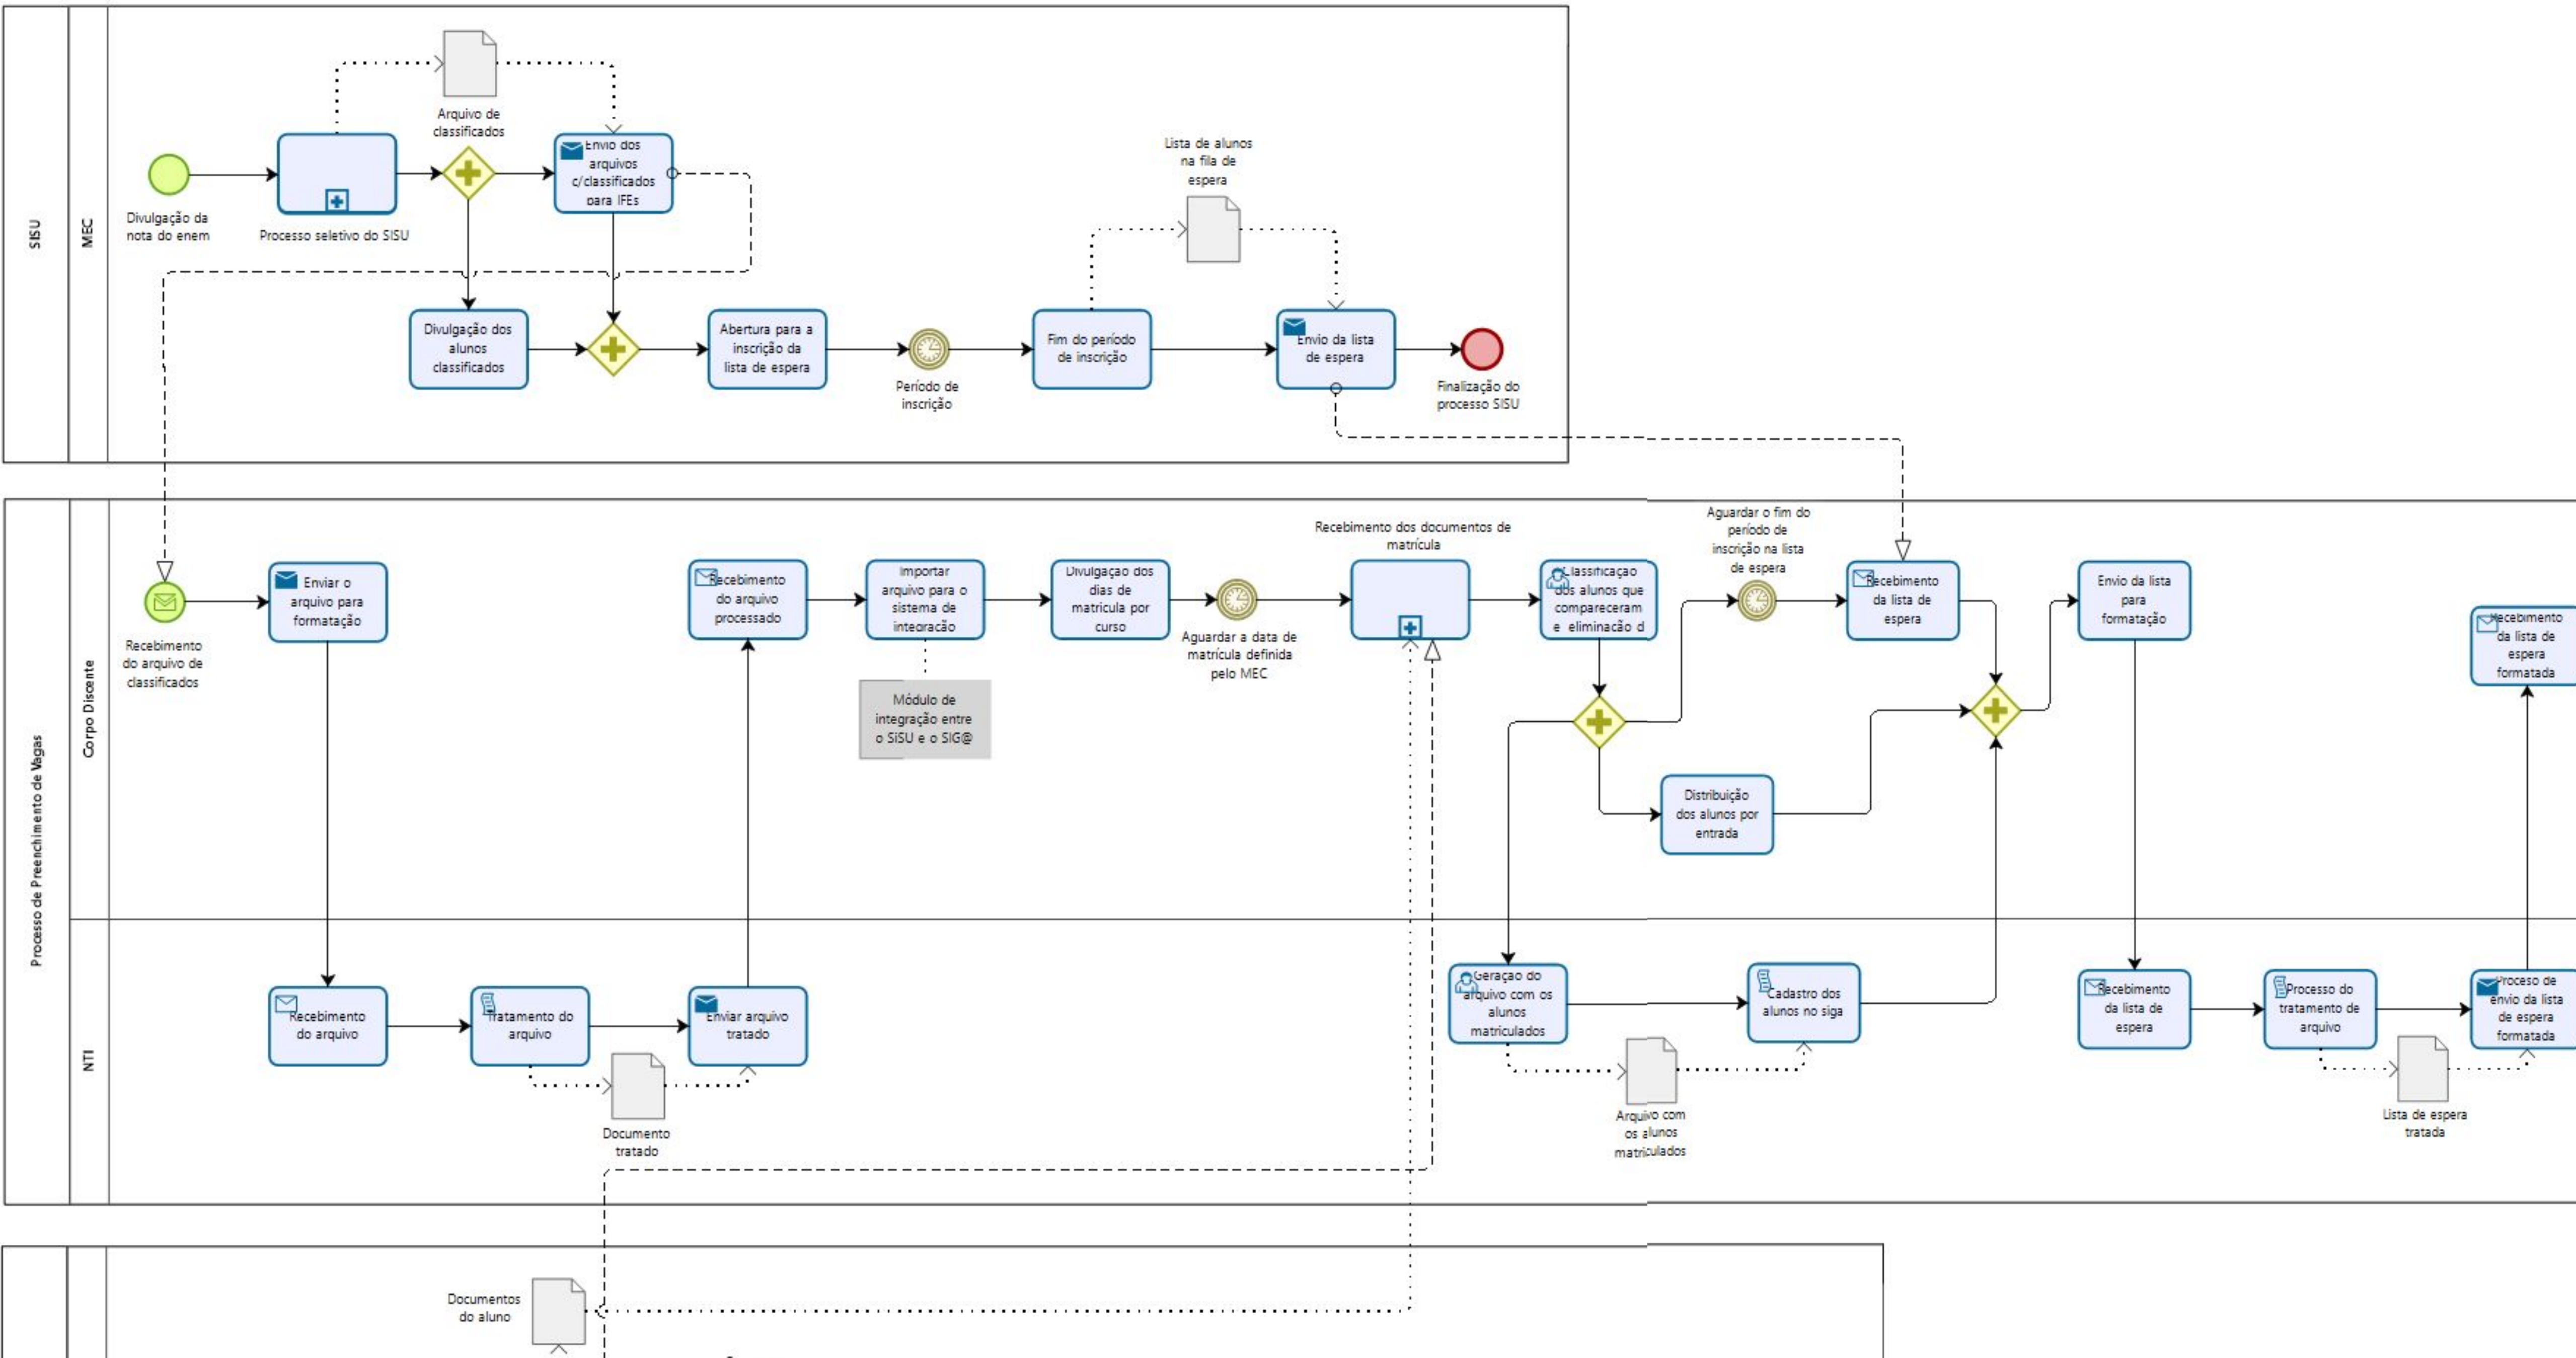 SISU
MEC
Arquivo de
classificados
Divulgação da
nota do enem
Processo seletivo do SISU
Envio dos
arquivos
c/classificados
para IFEs
Divulgação dos
alunos
classificados
Abertura para a
inscrição da
lista de espera
Período de
inscrição
Fim do período
de inscrição
Lista de alunos
na fila de
espera
Envio da lista
de espera
Finalização do
processo SISU
Processo de Preenchimento de Vagas
Corpo Discente
Recebimento
do arquivo de
classificados
Enviar o
arquivo para
formatação
Recebimento
do arquivo
processado
Importar
arquivo para o
sistema de
integração
Módulo de
integração entre
o SiSU e o SIG@
Divulgação dos
dias de
matricula por
curso
Aguardar a data de
matrícula definida
pelo MEC
Recebimento dos documentos de
matrícula
Classificação
dos alunos que
compareceram
e eliminação d
Aguardar o fim do
período de
inscrição na lista
de espera
Recebimento
da lista de
espera
Distribuição
dos alunos por
entrada
Envio da lista
para
formatação
Recebimento
da lista de
espera
formatada
NTI
Recebimento
do arquivo
Tratamento do
arquivo
Enviar arquivo
tratado
Documento
tratado
Geração do
arquivo com os
alunos
matriculados
Arquivo com
os alunos
matriculados
Cadastro dos
alunos no siga
Recebimento
da lista de
espera
Processo do
tratamento de
arquivo
Proceso de
envio da lista
de espera
formatada
Lista de espera
tratada
Documentos
do aluno